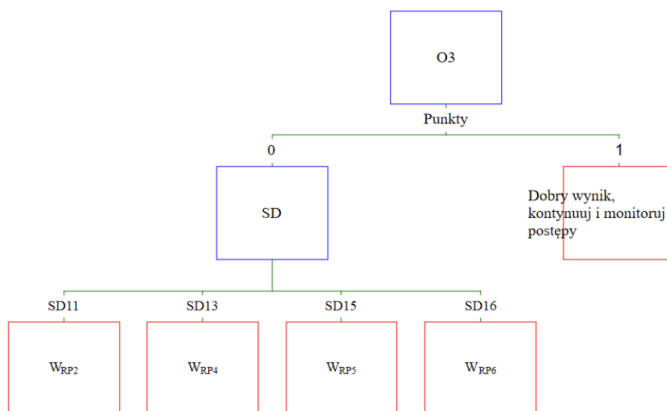 O3
Punkty
0 1
SD
Dobry wynik,
kontynuuj i monitoruj
postępy
SD11 SD13 SD15 SD16
WRP2 WRP4 WRP5 WRP6